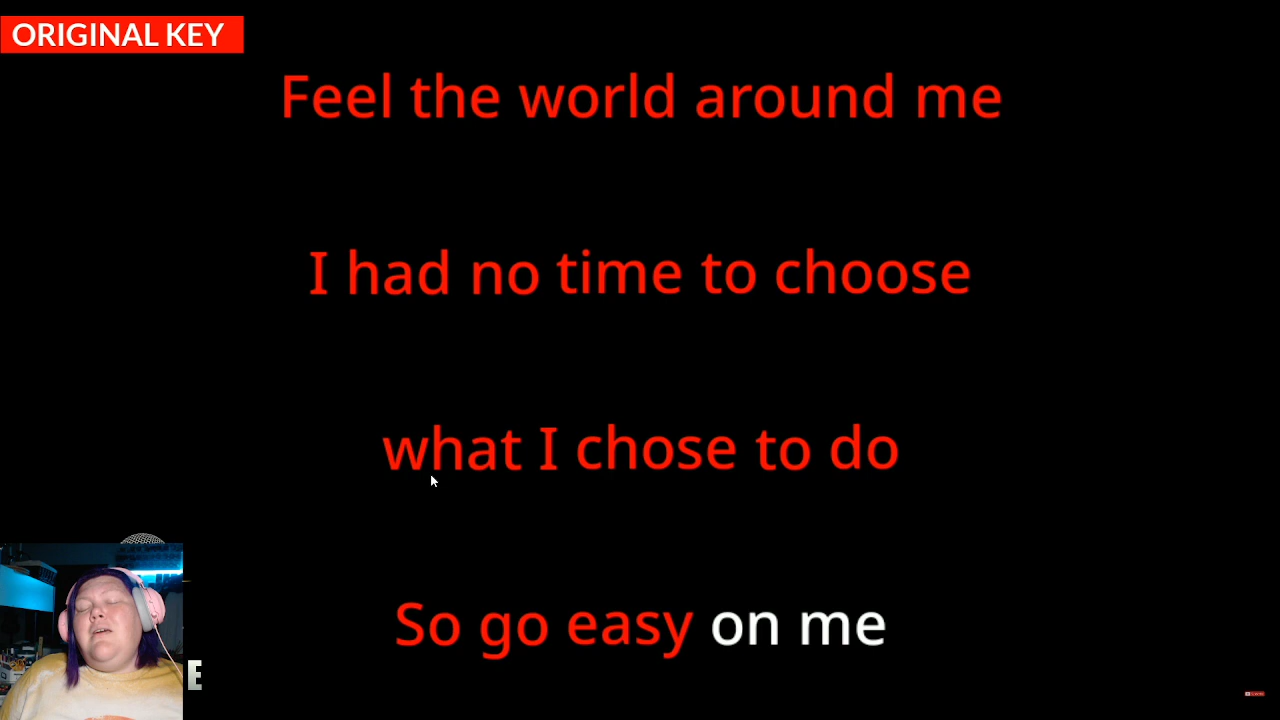 ORIGINAL KEY
Feel the world around me
I had no time to choose
what I chose to do
So go easy on me
E